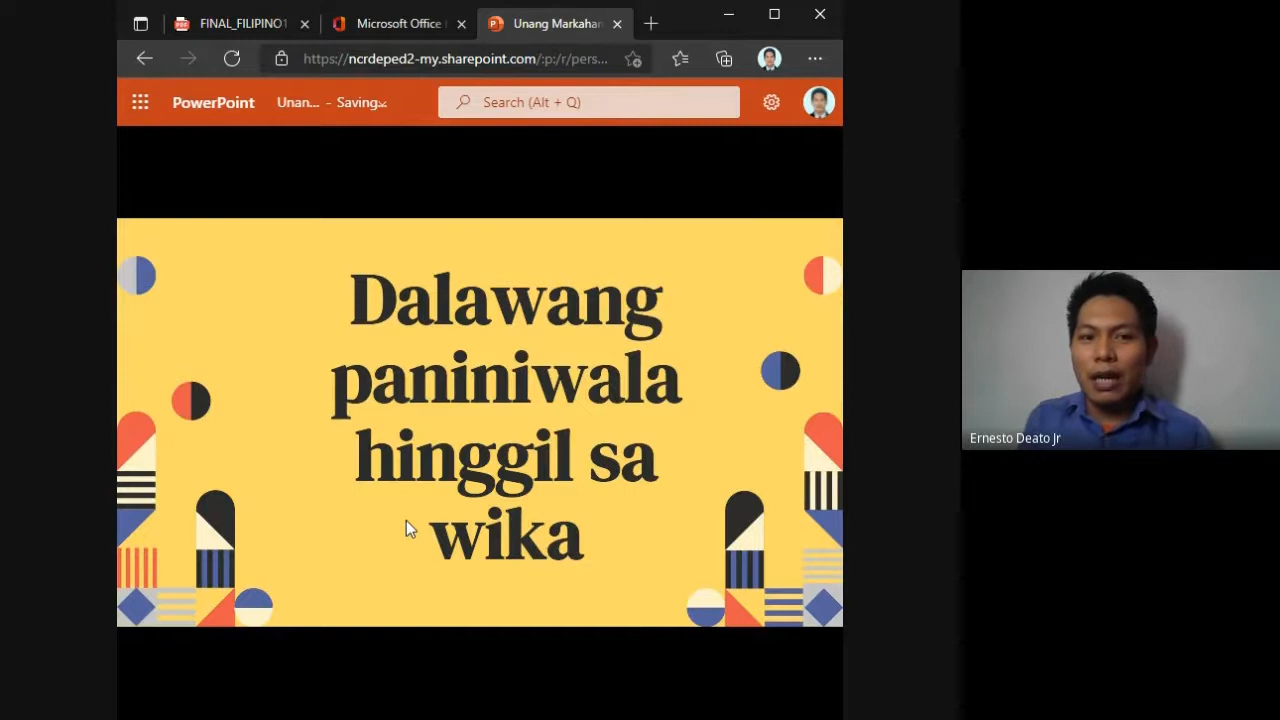 FINAL_FILIPINO1
Microsoft Office
Unang Markahan
https://ncrdeped2-my.sharepoint.com/:p:/r/pers...
PowerPoint
Unan... - Saving...
Search (Alt + Q)
Dalawang
paniniwala
hinggil sa
wika
Ernesto Deato Jr